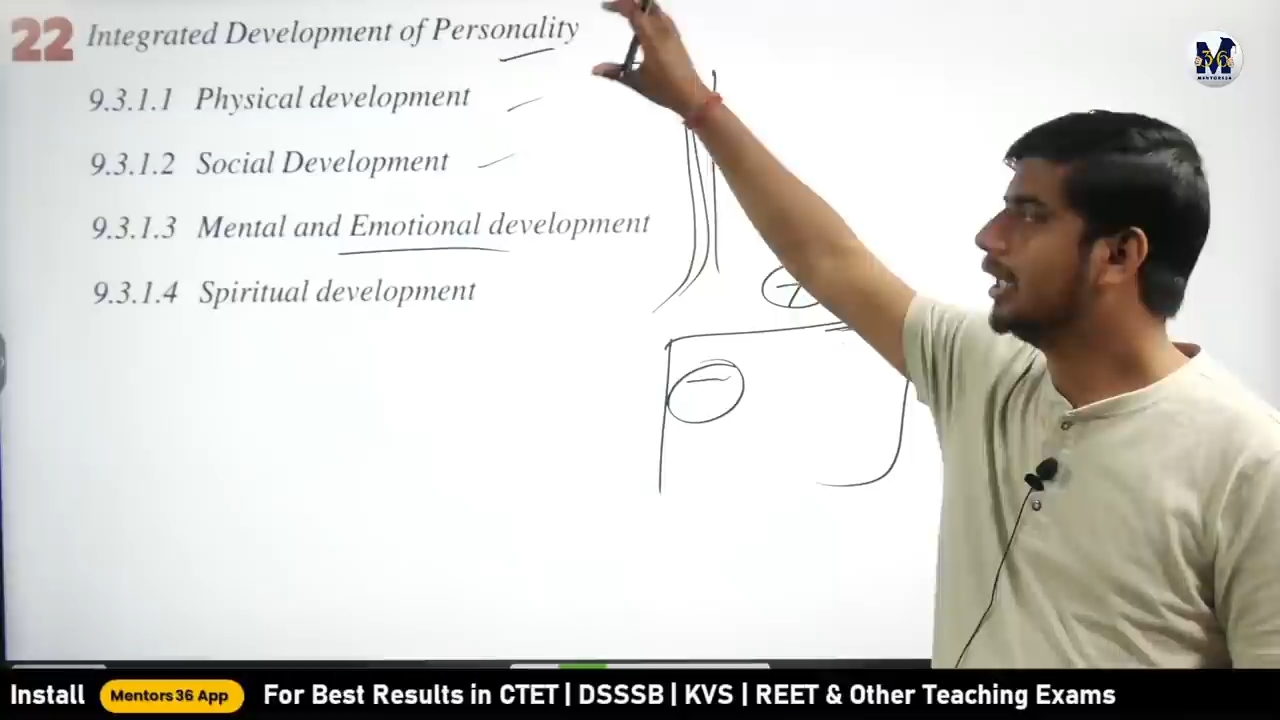 22 Integrated Development of Personality
9.3.1.1 Physical development
9.3.1.2 Social Development
9.3.1.3 Mental and Emotional development
9.3.1.4 Spiritual development
+
−
M
36
MENTORS36
Install Mentors36 App For Best Results in CTET | DSSSB | KVS | REET & Other Teaching Exams